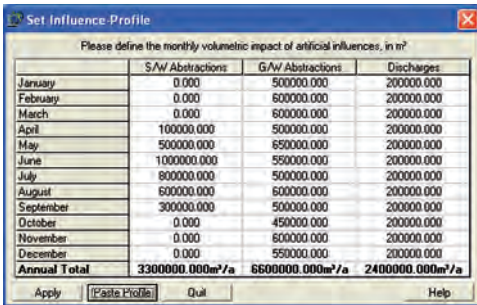 Set Influence Profile
Please define the monthly volumetric impact of artificial influences, in m³
S/W Abstractions G/W Abstractions Discharges
January 0.000 500000.000 200000.000
February 0.000 600000.000 200000.000
March 0.000 600000.000 200000.000
April 100000.000 500000.000 200000.000
May 500000.000 650000.000 200000.000
June 1000000.000 550000.000 200000.000
July 800000.000 500000.000 200000.000
August 600000.000 600000.000 200000.000
September 300000.000 500000.000 200000.000
October 0.000 450000.000 200000.000
November 0.000 600000.000 200000.000
December 0.000 550000.000 200000.000
Annual Total 3300000.000m³/a 6600000.000m³/a 2400000.000m³/a
Apply Paste Profile Quit Help